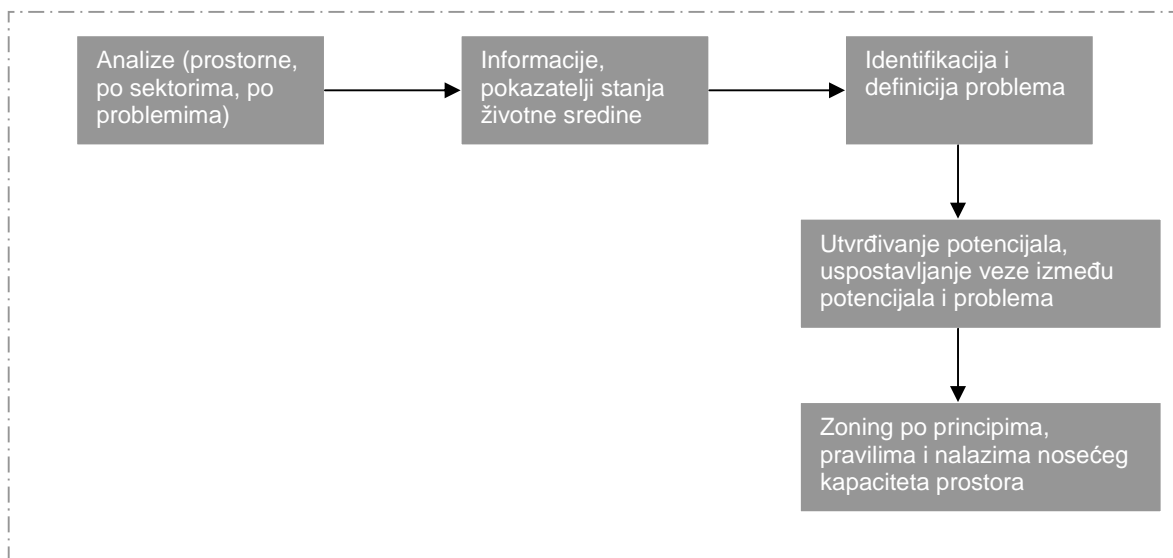 Analize (prostorne,
po sektorima, po
problemima)
Informacije,
pokazatelji stanja
životne sredine
Identifikacija i
definicija problema
Utvrđivanje potencijala,
uspostavljanje veze između
potencijala i problema
Zoning po principima,
pravilima i nalazima nosećeg
kapaciteta prostora